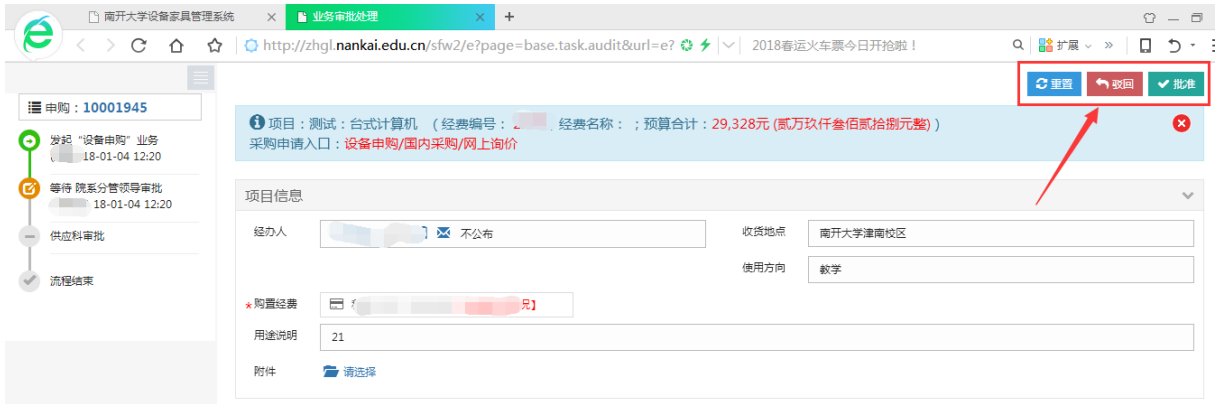 南开大学设备家具管理系统
业务审批处理
http://zhgl.nankai.edu.cn/sfw2/e?page=base.task.audit&url=e?
2018春运火车票今日开抢啦！
扩展
重置
驳回
批准
申购：10001945
发起 “设备申购” 业务
18-01-04 12:20
等待 院系分管领导审批
18-01-04 12:20
供应科审批
流程结束
项目：测试：台式计算机 （ 经费编号： 经费名称： ；预算合计：29,328元 (贰万玖仟叁佰贰拾捌元整) ）
采购申请入口：设备申购/国内采购/网上询价
项目信息
经办人
不公布
收货地点
南开大学津南校区
使用方向
教学
*购置经费
用途说明
21
附件
请选择